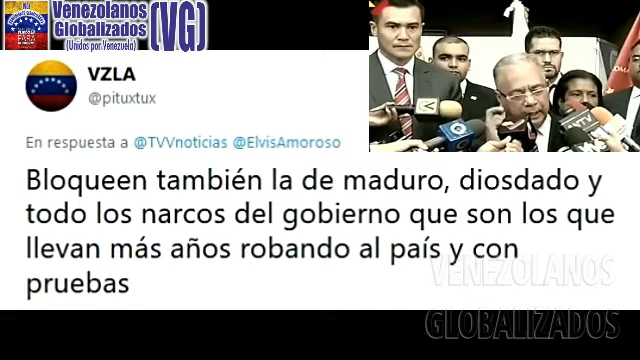 Venezolanos
Globalizados
(Unidos por Venezuela)
(VG)
VZLA
@pituxtux
En respuesta a @TVVnoticias @ElvisAmoroso
Bloqueen también la de maduro, diosdado y
todo los narcos del gobierno que son los que
llevan más años robando al país y con
pruebas
VENEZOLANOS
GLOBALIZADOS